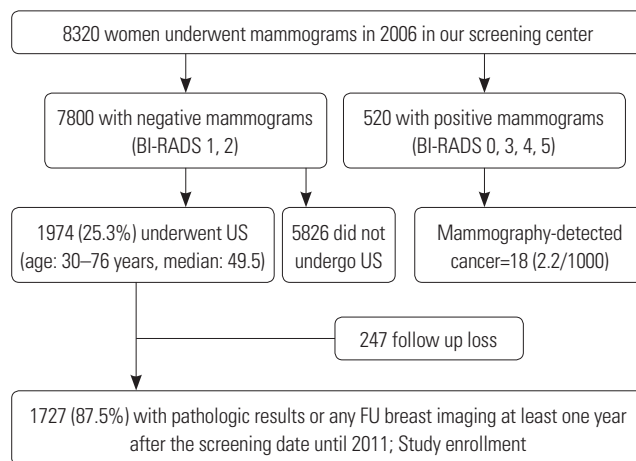 8320 women underwent mammograms in 2006 in our screening center
7800 with negative mammograms
(BI-RADS 1, 2)
520 with positive mammograms
(BI-RADS 0, 3, 4, 5)
1974 (25.3%) underwent US
(age: 30–76 years, median: 49.5)
5826 did not
undergo US
Mammography-detected
cancer=18 (2.2/1000)
247 follow up loss
1727 (87.5%) with pathologic results or any FU breast imaging at least one year
after the screening date until 2011; Study enrollment